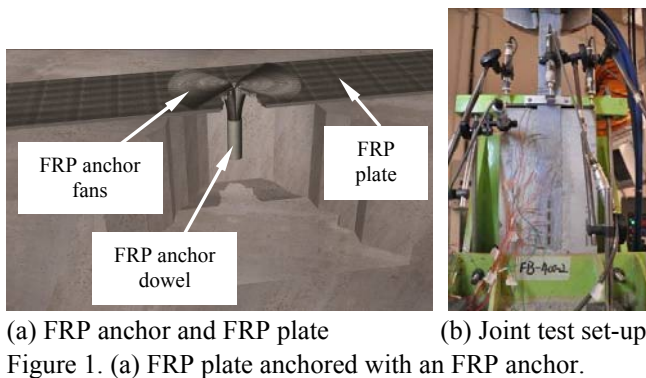 FRP anchor
fans
FRP
plate
FRP anchor
dowel
(a) FRP anchor and FRP plate
(b) Joint test set-up
Figure 1. (a) FRP plate anchored with an FRP anchor.